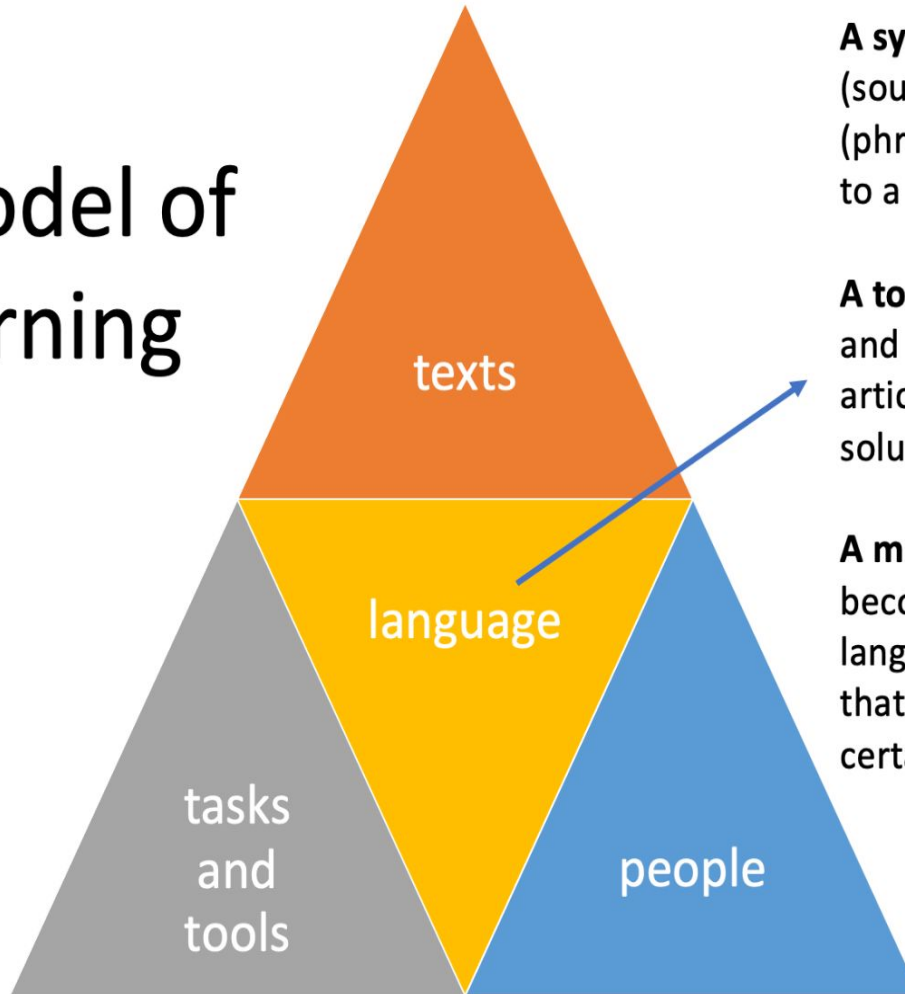 odel of
rning
texts
language
tasks
and
tools
people
A sy
(sou
(phr
to a
A to
and
artic
solu
A m
beco
lang
that
certa